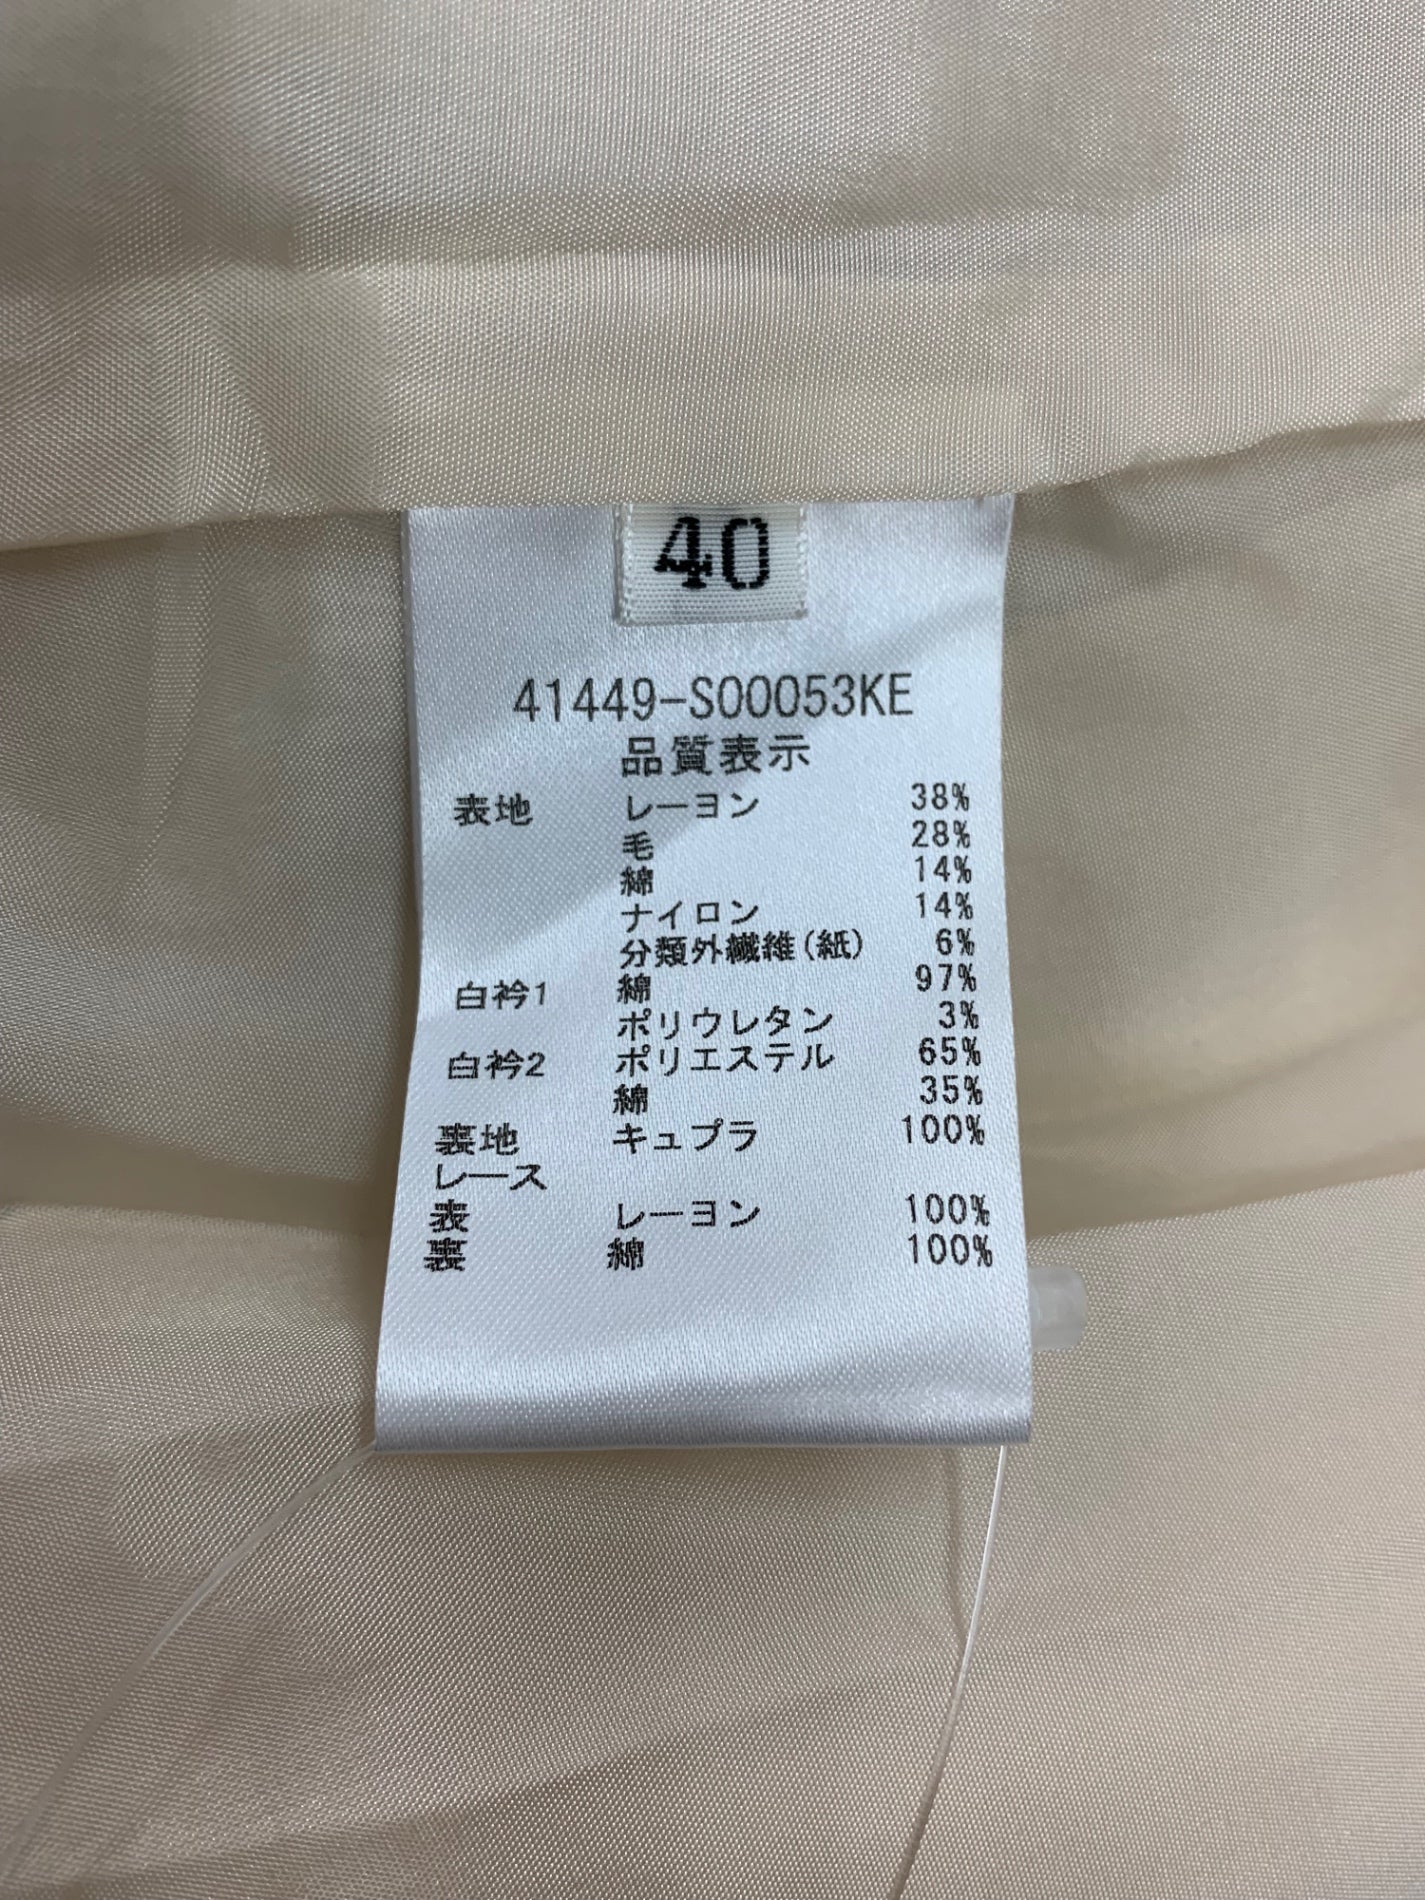 40
41449-S00053KE
品質表示
表地 レーヨン 38%
毛 28%
綿 14%
ナイロン 14%
分類外繊維(紙) 6%
白衿1 綿 97%
ポリウレタン 3%
白衿2 ポリエステル 65%
綿 35%
裏地 キュプラ 100%
レース
表 レーヨン 100%
裏 綿 100%